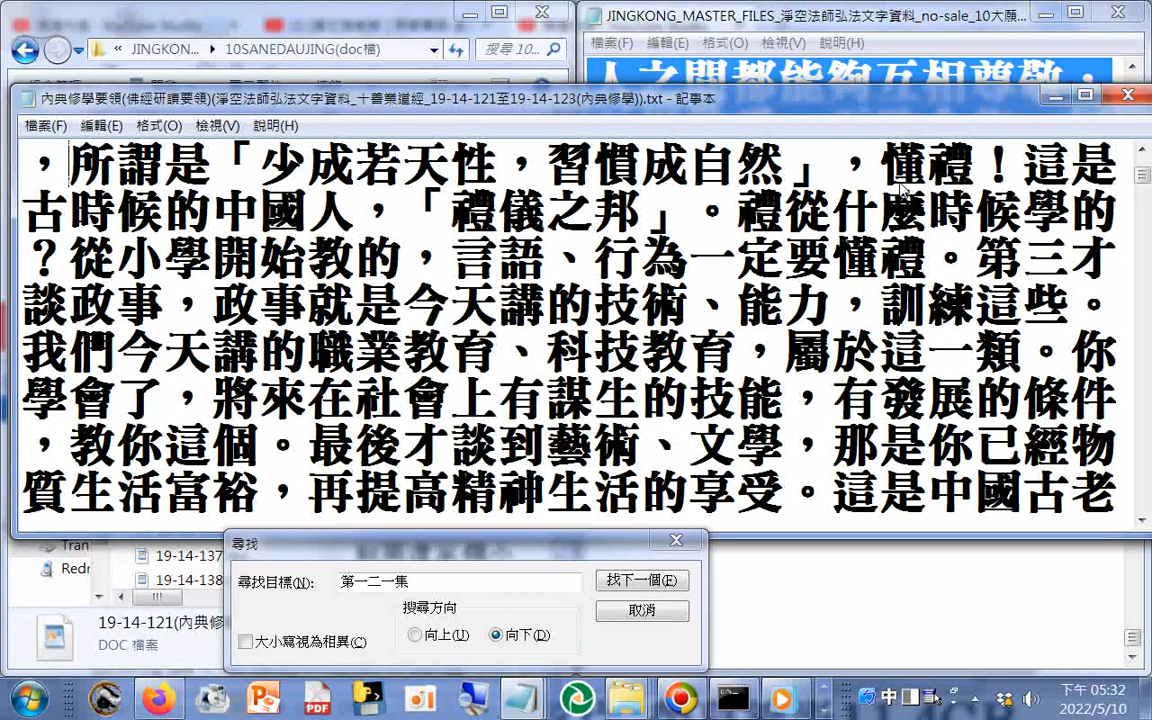 JINGKONG_MASTER_FILES_淨空法師弘法文字資料_no-sale_10大願...
« JINGKON... ▸ 10SANEDAUJING(doc檔)
搜尋 10...
檔案(F) 編輯(E) 格式(O) 檢視(V) 說明(H)
人之間都能夠互相尊敬，
內典修學要領(佛經研讀要領)(淨空法師弘法文字資料_十善業道經_19-14-121至19-14-123(內典修學)).txt - 記事本
檔案(F) 編輯(E) 格式(O) 檢視(V) 說明(H)
，所謂是「少成若天性，習慣成自然」，懂禮！這是
古時候的中國人，「禮儀之邦」。禮從什麼時候學的
？從小學開始教的，言語、行為一定要懂禮。第三才
談政事，政事就是今天講的技術、能力，訓練這些。
我們今天講的職業教育、科技教育，屬於這一類。你
學會了，將來在社會上有謀生的技能，有發展的條件
，教你這個。最後才談到藝術、文學，那是你已經物
質生活富裕，再提高精神生活的享受。這是中國古老
尋找
尋找目標(N): 第一二一集
找下一個(F)
搜尋方向
取消
大小寫視為相異(C)
向上(U) 向下(D)
Tran
Redr
19-14-137
19-14-138
19-14-121(內典修
DOC 檔案
中
下午 05:32
2022/5/10